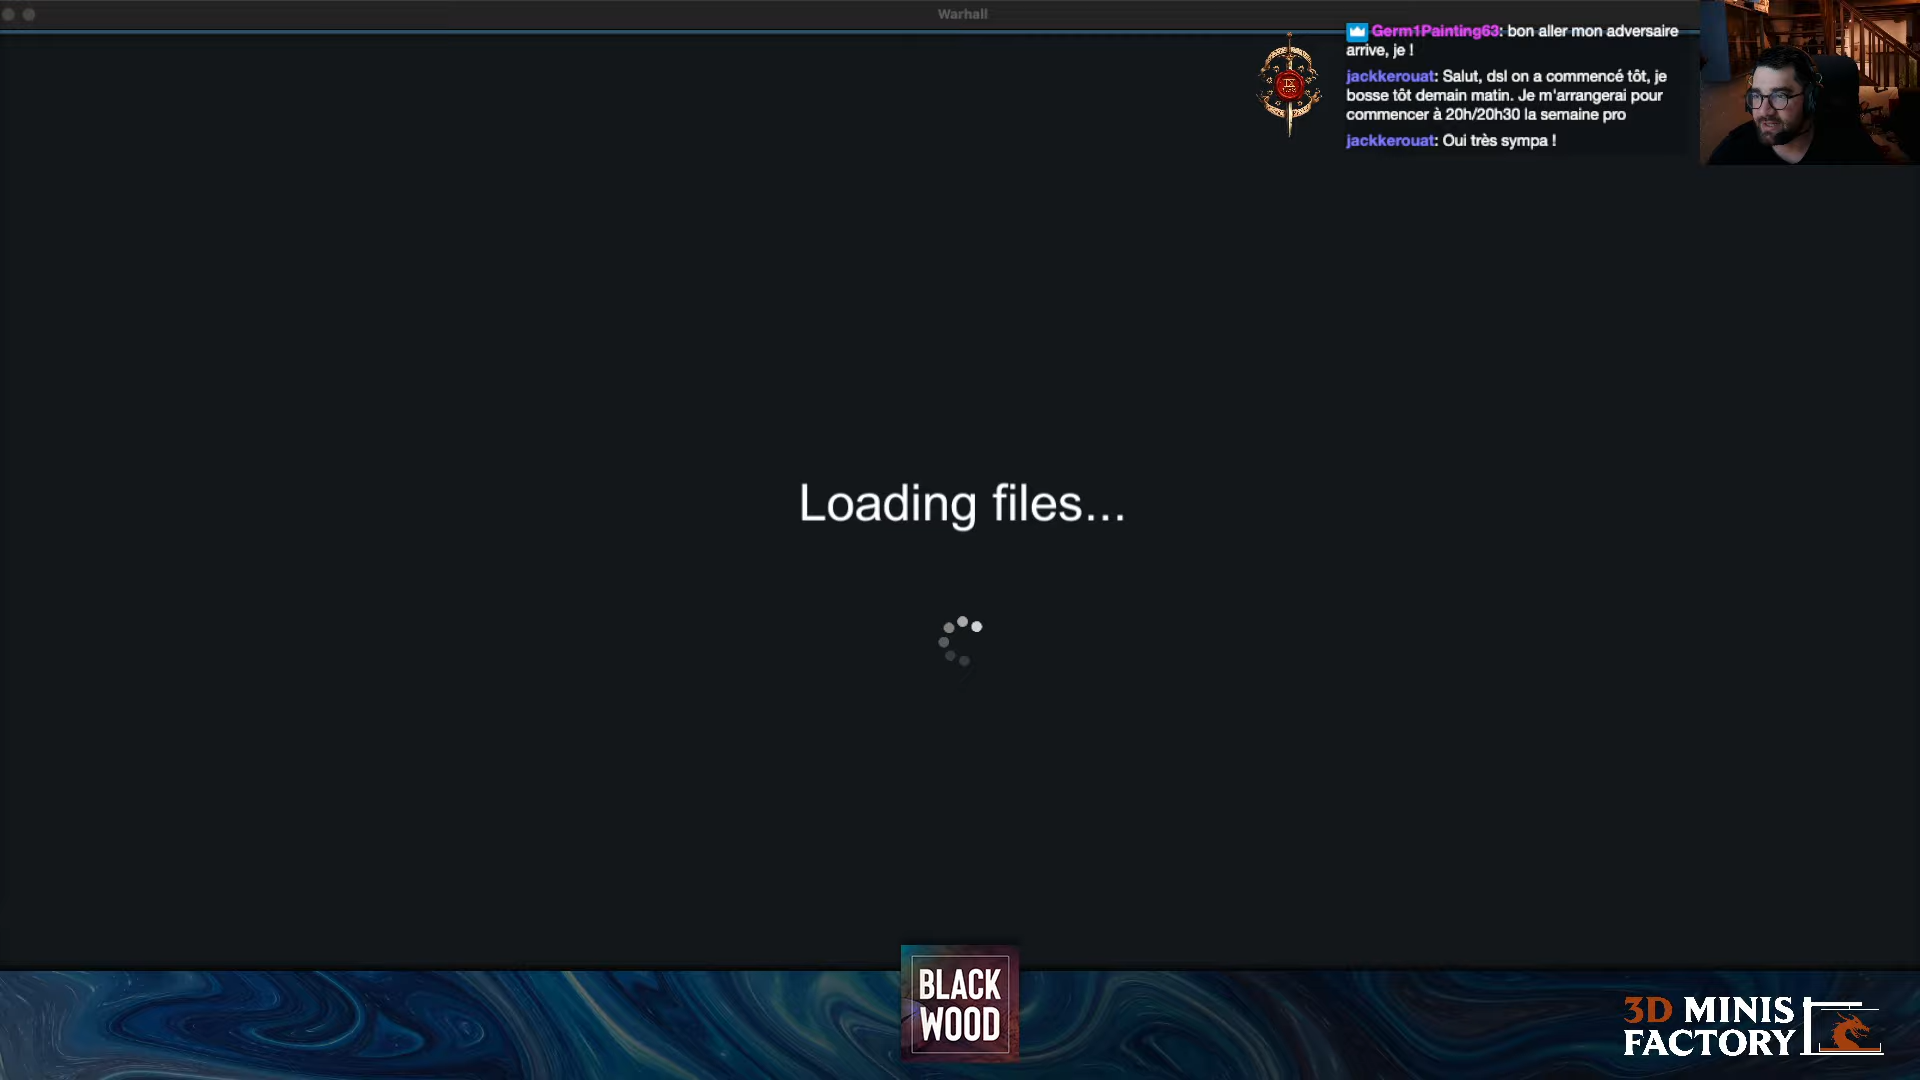 Warhall
Germ1Painting63: bon aller mon adversaire
arrive, je !
jackkerouat: Salut, dsl on a commencé tôt, je
bosse tôt demain matin. Je m'arrangerai pour
commencer à 20h/20h30 la semaine pro
jackkerouat: Oui très sympa !
Loading files...
BLACK
WOOD
3D MINIS
FACTORY